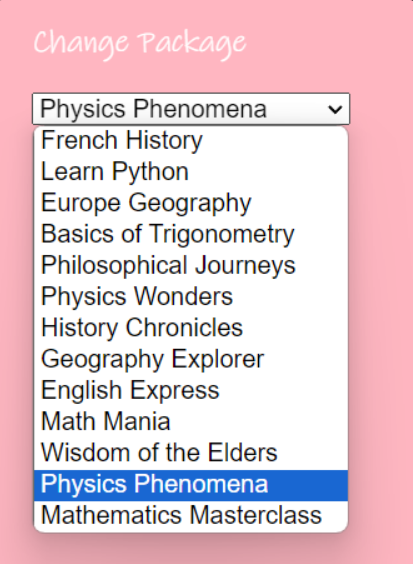 Change Package
Physics Phenomena
French History
Learn Python
Europe Geography
Basics of Trigonometry
Philosophical Journeys
Physics Wonders
History Chronicles
Geography Explorer
English Express
Math Mania
Wisdom of the Elders
Physics Phenomena
Mathematics Masterclass